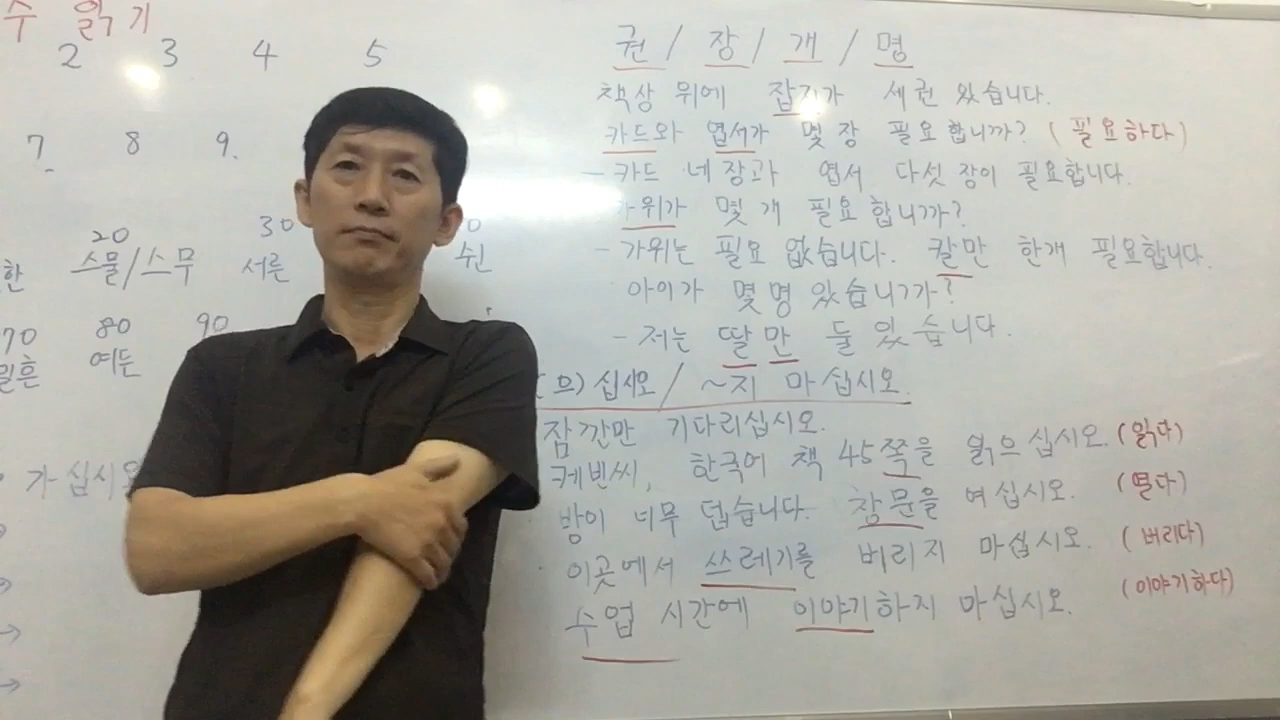 수 읽기
2 3 4 5
7 8 9.
20 30
한 스물/스무 서른 쉰
70 80 90
여든
가십시오
권 / 장 / 개 / 명
책상 위에 잡지가 세권 있습니다.
카드와 엽서가 몇 장 필요합니까? (필요하다)
- 카드 네장과 엽서 다섯 장이 필요합니다.
가위가 몇 개 필요합니까?
- 가위는 필요 없습니다. 칼만 한개 필요합니다.
아이가 몇명 있습니까?
- 저는 딸만 둘 있습니다.
(으)십시오/ ~지 마십시오.
잠깐만 기다리십시오.
케빈씨, 한국어 책 45쪽을 읽으십시오. (읽다)
방이 너무 덥습니다. 창문을 여십시오. (열다)
이곳에서 쓰레기를 버리지 마십시오. (버리다)
수업 시간에 이야기하지 마십시오. (이야기하다)